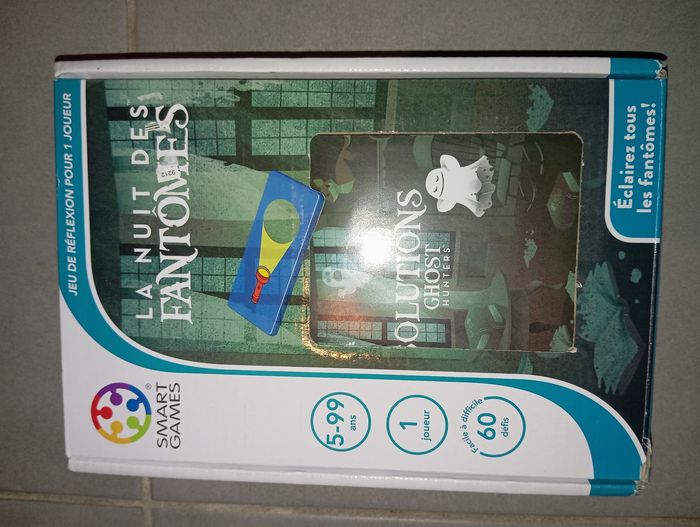 JEU DE RÉFLEXION POUR 1 JOUEUR
LA NUIT DES
FANTÔMES
9212
SOLUTIONS
GHOST
HUNTERS
Éclairez tous
les fantômes!
®
SMART
GAMES
5-99
ans
1
joueur
Facile à difficile
60
défis